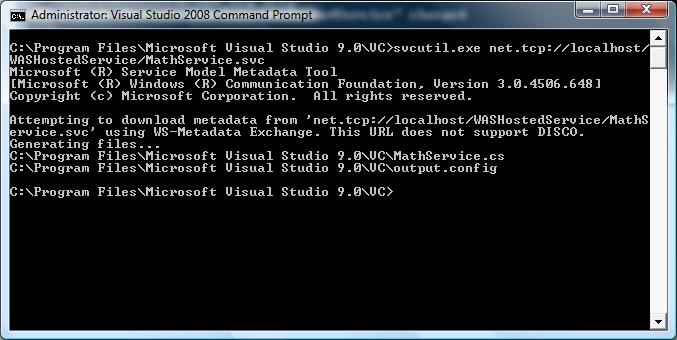 Administrator: Visual Studio 2008 Command Prompt
C:\Program Files\Microsoft Visual Studio 9.0\VC>svcutil.exe net.tcp://localhost/
WASHostedService/MathService.svc
Microsoft (R) Service Model Metadata Tool
[Microsoft (R) Windows (R) Communication Foundation, Version 3.0.4506.648]
Copyright (c) Microsoft Corporation.  All rights reserved.
Attempting to download metadata from 'net.tcp://localhost/WASHostedService/MathS
ervice.svc' using WS-Metadata Exchange. This URL does not support DISCO.
Generating files...
C:\Program Files\Microsoft Visual Studio 9.0\VC\MathService.cs
C:\Program Files\Microsoft Visual Studio 9.0\VC\output.config
C:\Program Files\Microsoft Visual Studio 9.0\VC>